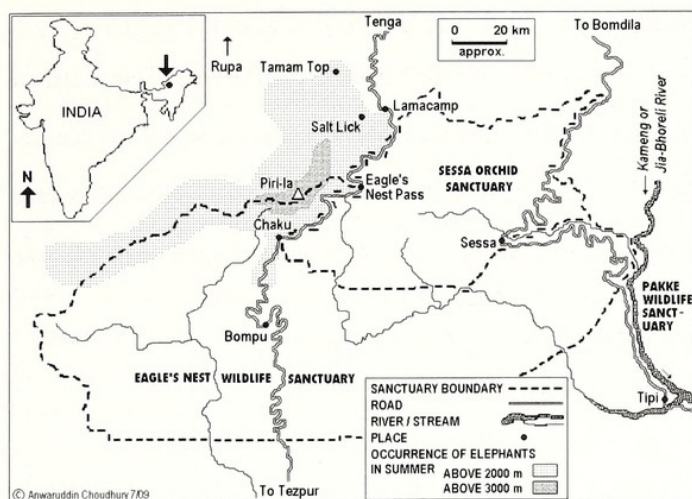 INDIA
N
Rupa
Tamam Top
Tenga
0 20 km
approx.
To Bomdila
Lamacamp
Salt Lick
Kameng or
Jia-Bhoreli River
SESSA ORCHID
SANCTUARY
Piri-la
Eagle's
Nest Pass
Chaku
Sessa
PAKKE
WILDLIFE
SANCT-
UARY
Bompu
EAGLE'S NEST WILDLIFE SANCTUARY
Tipi
SANCTUARY BOUNDARY
ROAD
RIVER / STREAM
PLACE
OCCURRENCE OF ELEPHANTS
IN SUMMER ABOVE 2000 m
ABOVE 3000 m
To Tezpur
© Anwaruddin Choudhury 7/09